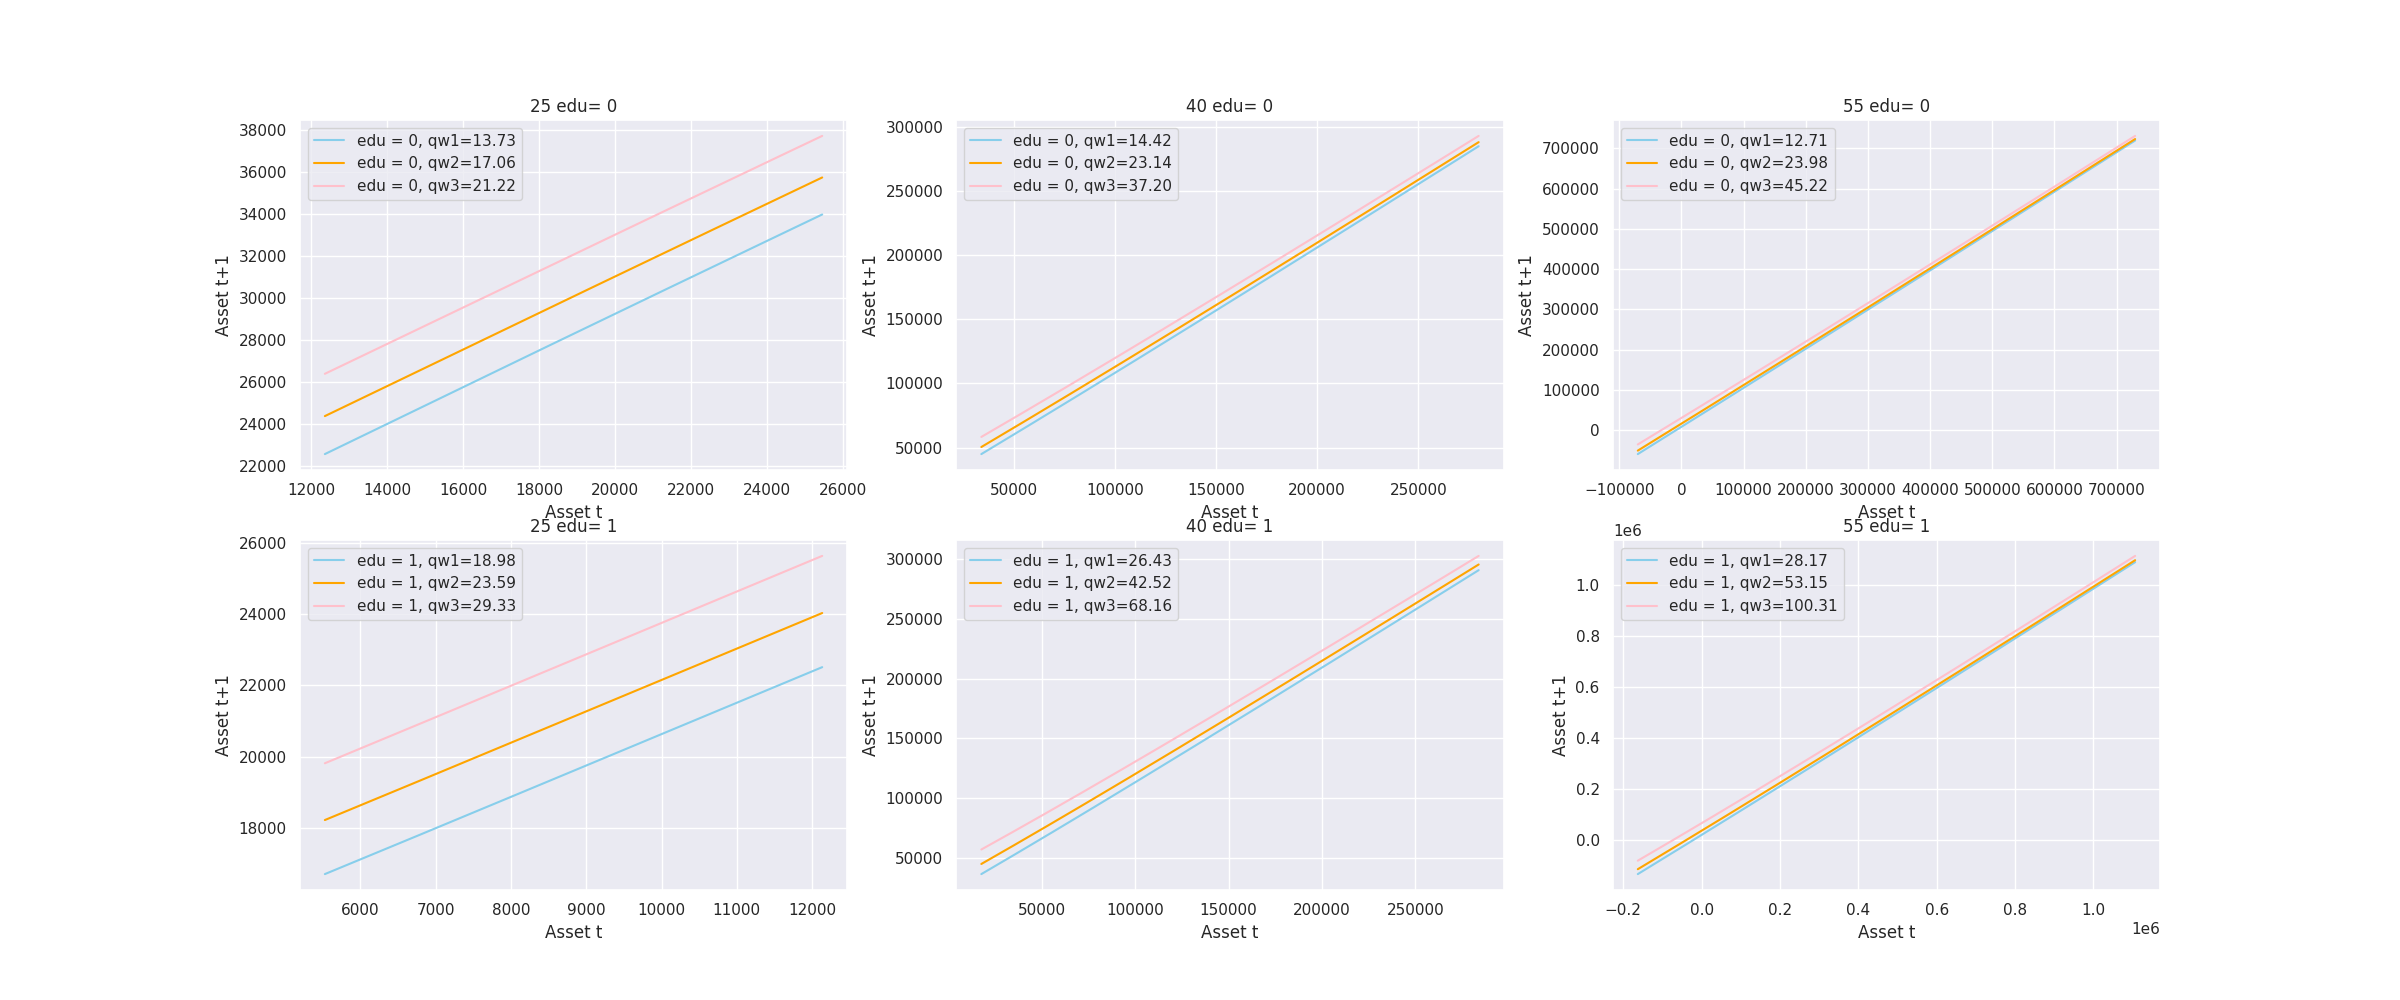 25 edu= 0
edu = 0, qw1=13.73
edu = 0, qw2=17.06
edu = 0, qw3=21.22
38000
36000
34000
32000
30000
28000
26000
24000
22000
Asset t+1
12000 14000 16000 18000 20000 22000 24000 26000
Asset t
40 edu= 0
edu = 0, qw1=14.42
edu = 0, qw2=23.14
edu = 0, qw3=37.20
300000
250000
200000
150000
100000
50000
Asset t+1
50000 100000 150000 200000 250000
Asset t
55 edu= 0
edu = 0, qw1=12.71
edu = 0, qw2=23.98
edu = 0, qw3=45.22
700000
600000
500000
400000
300000
200000
100000
0
Asset t+1
−100000 0 100000 200000 300000 400000 500000 600000 700000
Asset t
25 edu= 1
edu = 1, qw1=18.98
edu = 1, qw2=23.59
edu = 1, qw3=29.33
26000
24000
22000
20000
18000
Asset t+1
6000 7000 8000 9000 10000 11000 12000
Asset t
40 edu= 1
edu = 1, qw1=26.43
edu = 1, qw2=42.52
edu = 1, qw3=68.16
300000
250000
200000
150000
100000
50000
Asset t+1
50000 100000 150000 200000 250000
Asset t
55 edu= 1
1e6
edu = 1, qw1=28.17
edu = 1, qw2=53.15
edu = 1, qw3=100.31
1.0
0.8
0.6
0.4
0.2
0.0
Asset t+1
−0.2 0.0 0.2 0.4 0.6 0.8 1.0
1e6
Asset t